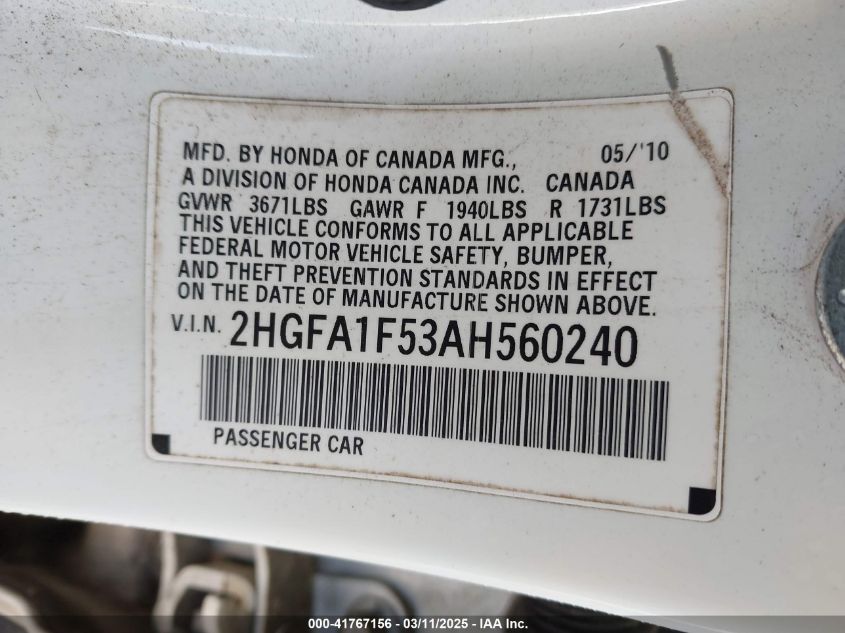 MFD. BY HONDA OF CANADA MFG., 05/'10
A DIVISION OF HONDA CANADA INC. CANADA
GVWR 3671LBS GAWR F 1940LBS R 1731LBS
THIS VEHICLE CONFORMS TO ALL APPLICABLE
FEDERAL MOTOR VEHICLE SAFETY, BUMPER,
AND THEFT PREVENTION STANDARDS IN EFFECT
ON THE DATE OF MANUFACTURE SHOWN ABOVE.
V.I.N. 2HGFA1F53AH560240
PASSENGER CAR
000-41767156 - 03/11/2025 - IAA Inc.